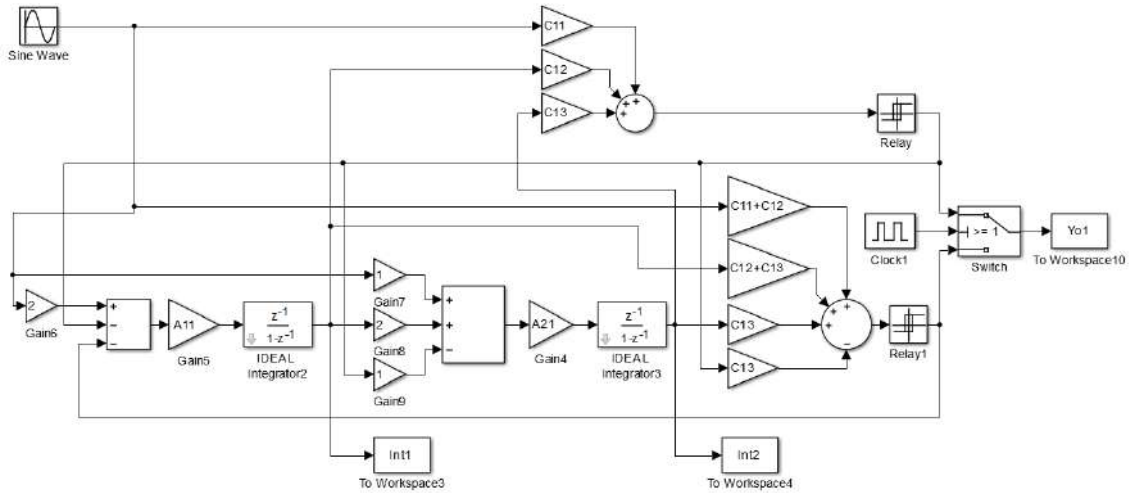 C11
Sine Wave
C12
C13
+
+
+
Relay
C11+C12
Yo1
>= 1
Clock1
Switch
To Workspace10
C12+C13
1
Gain7
2
Gain6
+
−
−
A11
Gain5
z-1
1-z-1
IDEAL
Integrator2
2
Gain8
+
+
−
A21
Gain4
z-1
1-z-1
IDEAL
Integrator3
C13
+
+
+
−
Relay1
C13
1
Gain9
Int1
To Workspace3
Int2
To Workspace4